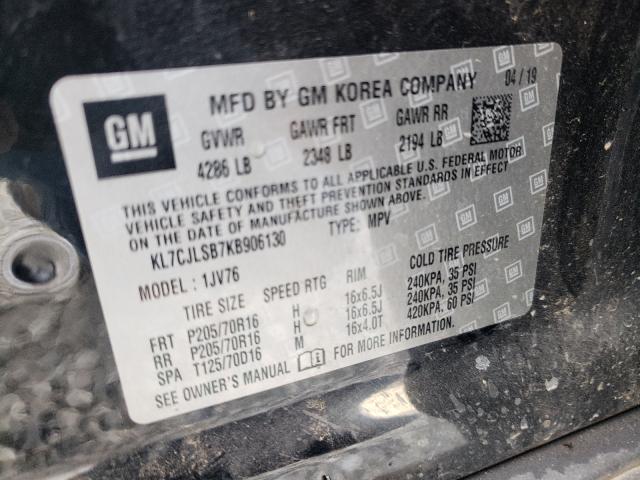 GM
MFD BY GM KOREA COMPANY 04/19
GVWR GAWR FRT GAWR RR
4286 LB 2348 LB 2194 LB
THIS VEHICLE CONFORMS TO ALL APPLICABLE U.S. FEDERAL MOTOR
VEHICLE SAFETY AND THEFT PREVENTION STANDARDS IN EFFECT
ON THE DATE OF MANUFACTURE SHOWN ABOVE.
KL7CJLSB7KB906130 TYPE: MPV
MODEL : 1JV76
TIRE SIZE SPEED RTG RIM COLD TIRE PRESSURE
FRT P205/70R16 H 16x6.5J 240KPA, 35 PSI
RR P205/70R16 H 16x6.5J 240KPA, 35 PSI
SPA T125/70D16 M 16x4.0T 420KPA, 60 PSI
SEE OWNER'S MANUAL FOR MORE INFORMATION.